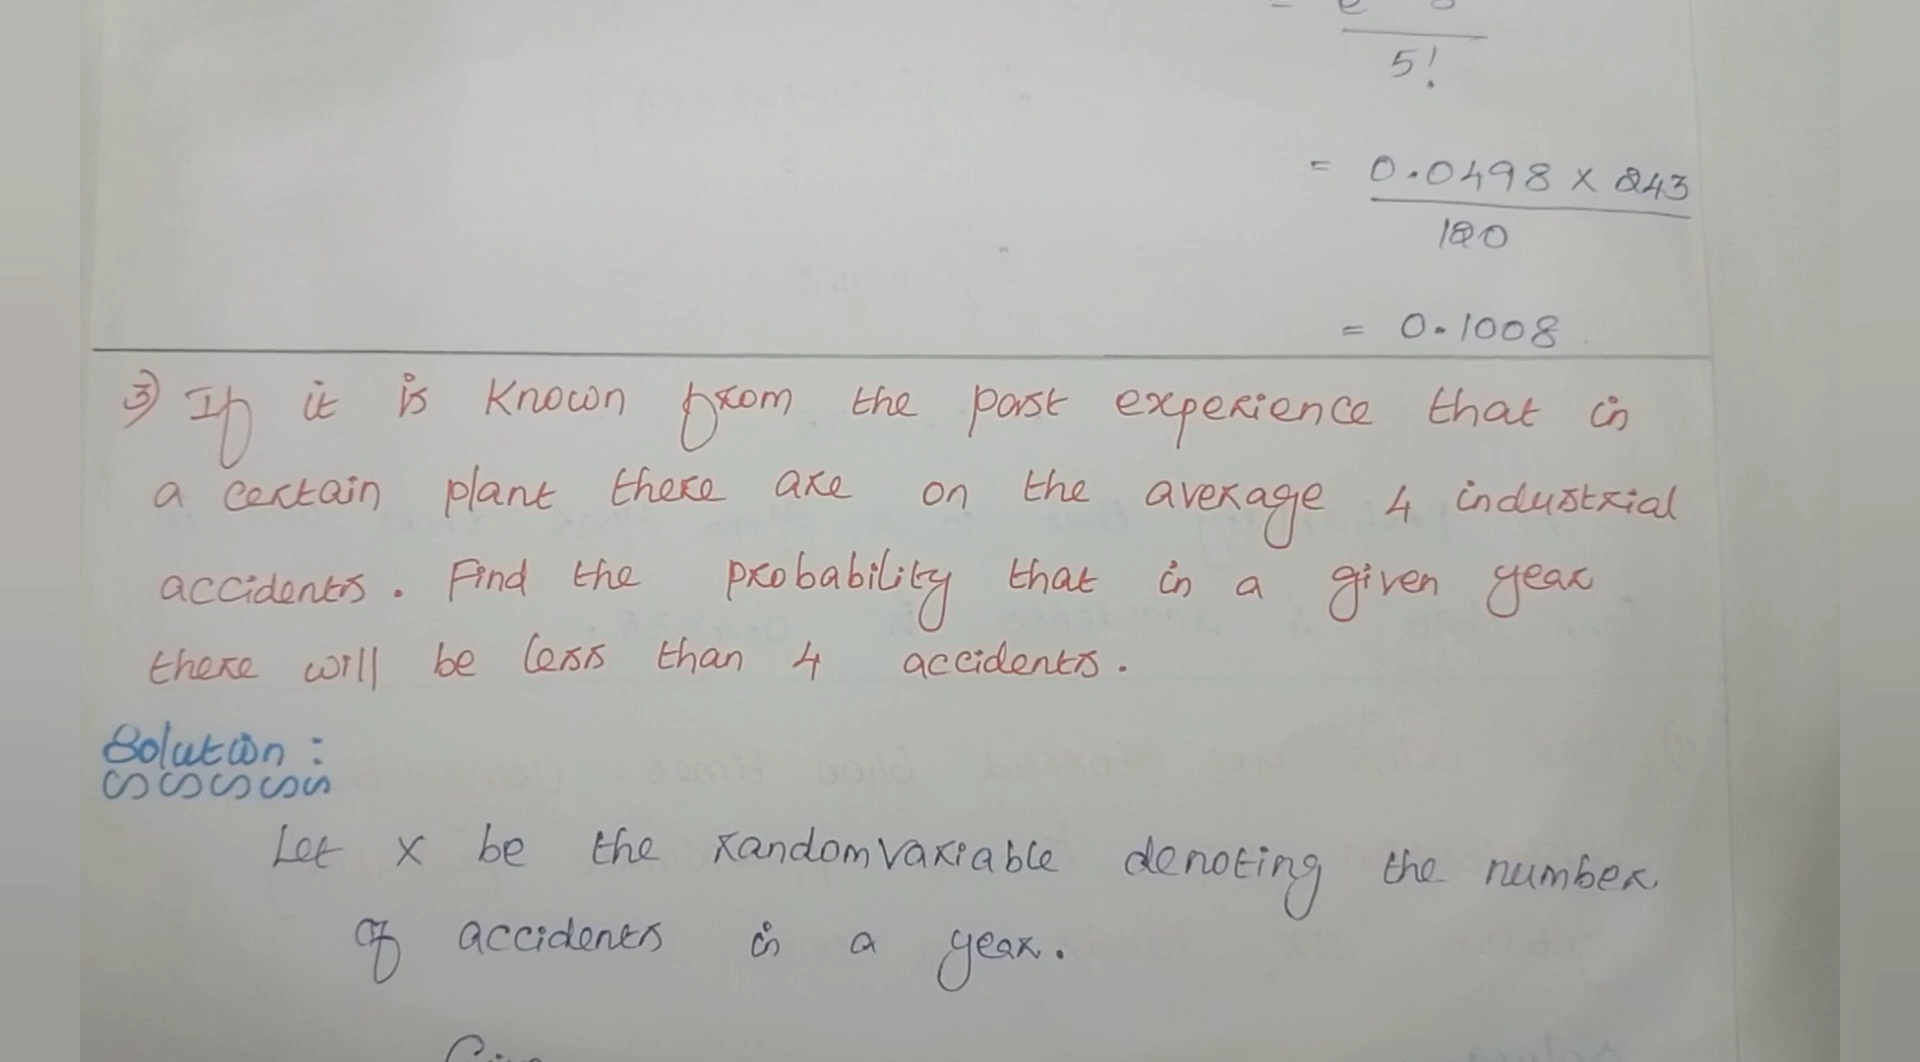 5!
= 0.0498 × 243
120
= 0.1008
3) If it is known from the past experience that in
a certain plant there are on the average 4 industrial
accidents. Find the probability that in a given year
there will be less than 4 accidents.
Solution:
Let x be the random variable denoting the number
of accidents in a year.